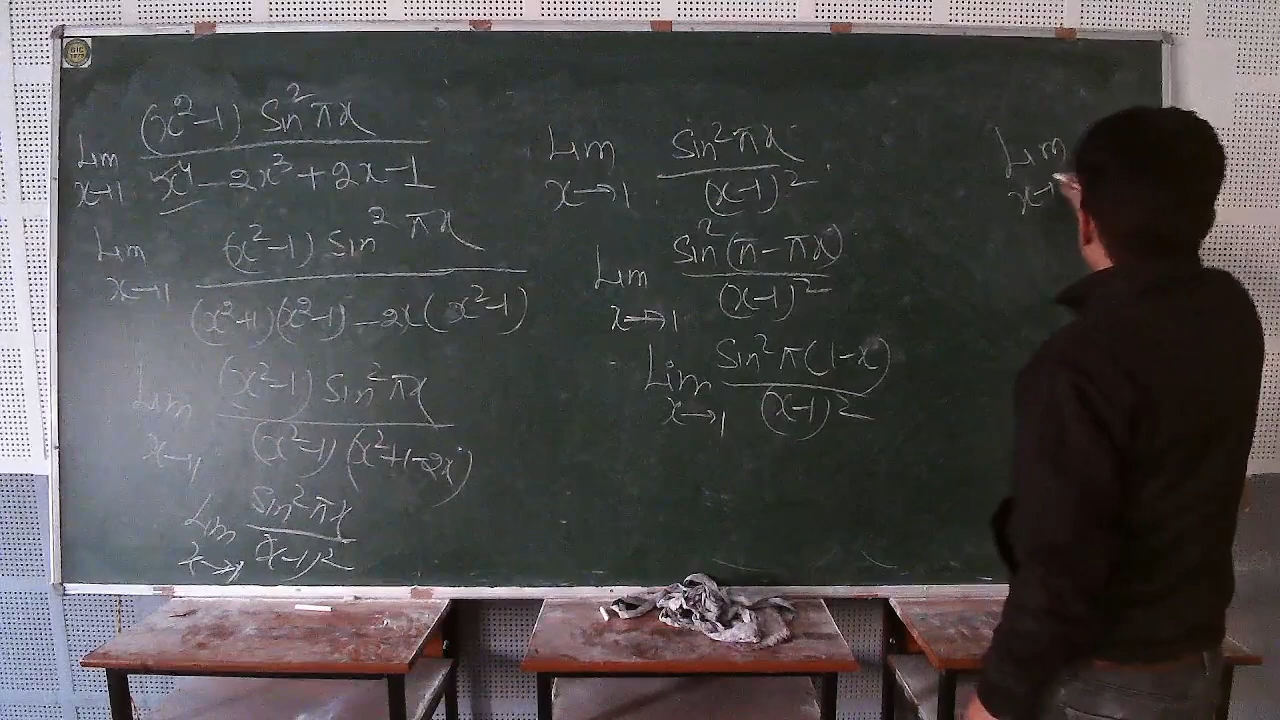 (x²-1) sin²πx
Lim
x→1
x⁴-2x³+2x-1
Lim
x→1
(x²-1) sin²πx
(x²+1)(x²-1)-2x(x²-1)
Lim
x→1
(x²-1) sin²πx
(x²-1)(x²+1-2x)
Lim
x→1
sin²πx
(x-1)²
Lim
x→1
sin²πx
(x-1)²
Lim
x→1
sin²(π-πx)
(x-1)²
Lim
x→1
sin²π(1-x)
(x-1)²
Lim